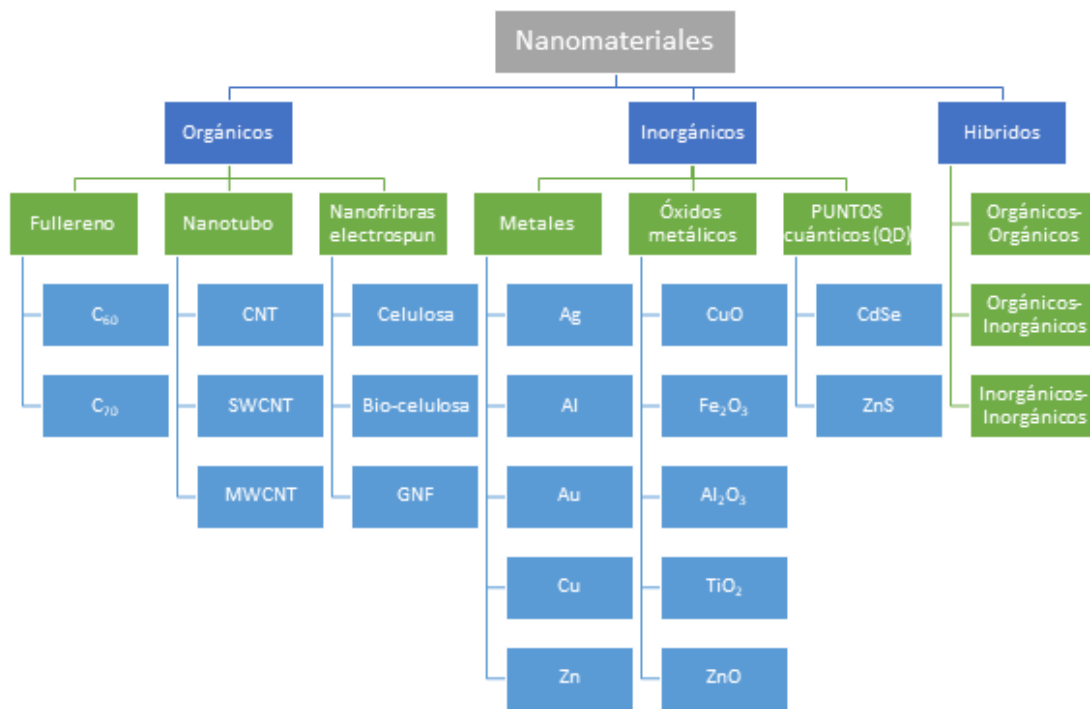 Nanomateriales
Orgánicos
Inorgánicos
Hibridos
Fullereno
Nanotubo
Nanofribras
electrospun
Metales
Óxidos
metálicos
PUNTOS
cuánticos (QD)
Orgánicos-
Orgánicos
C₆₀
CNT
Celulosa
Ag
CuO
CdSe
Orgánicos-
Inorgánicos
C₇₀
SWCNT
Bio-celulosa
Al
Fe₂O₃
ZnS
Inorgánicos-
Inorgánicos
MWCNT
GNF
Au
Al₂O₃
Cu
TiO₂
Zn
ZnO